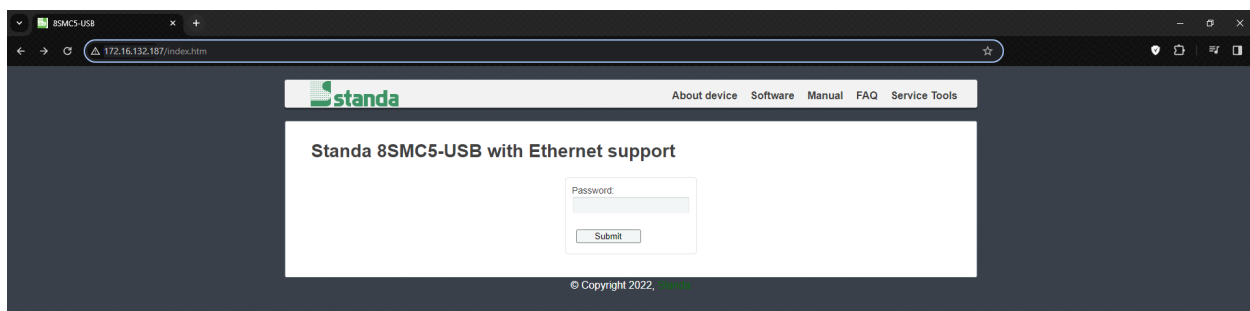 8SMC5-USB
172.16.132.187/index.htm
standa
About device Software Manual FAQ Service Tools
Standa 8SMC5-USB with Ethernet support
Password:
Submit
© Copyright 2022,